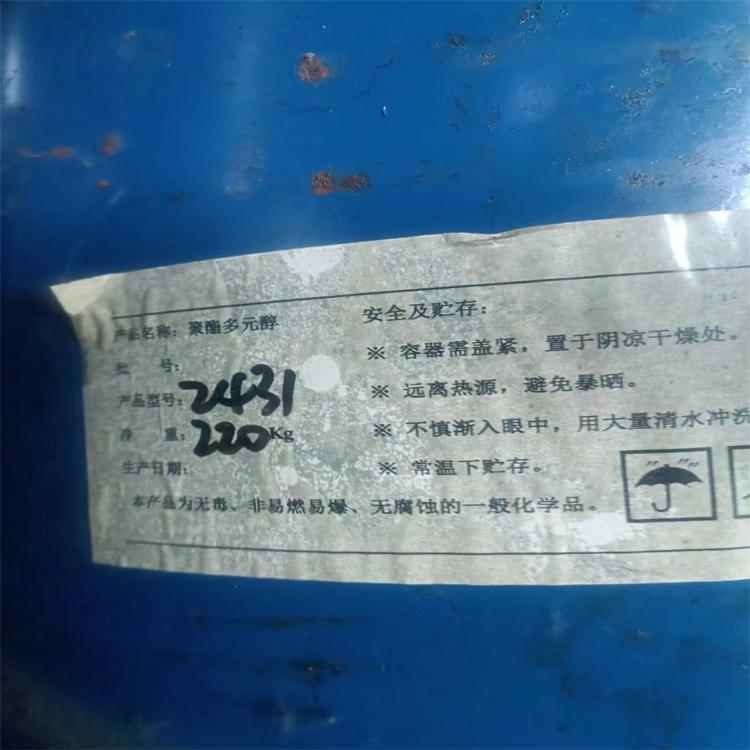 产品名称：聚酯多元醇
批　号：
产品型号：2431
净　重：220Kg
生产日期：
安全及贮存：
※ 容器需盖紧，置于阴凉干燥处。
※ 远离热源，避免暴晒。
※ 不慎渐入眼中，用大量清水冲洗
※ 常温下贮存。
本产品为无毒、非易燃易爆、无腐蚀的一般化学品。